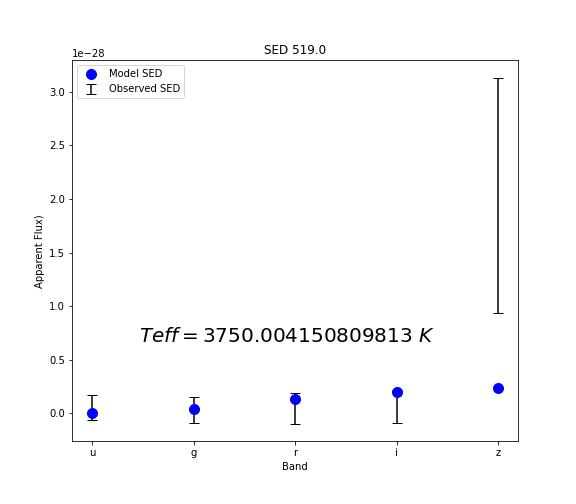 SED 519.0
1e−28
Model SED
Observed SED
3.0
2.5
2.0
1.5
1.0
0.5
0.0
Apparent Flux)
Teff = 3750.004150809813 K
u g r i z
Band